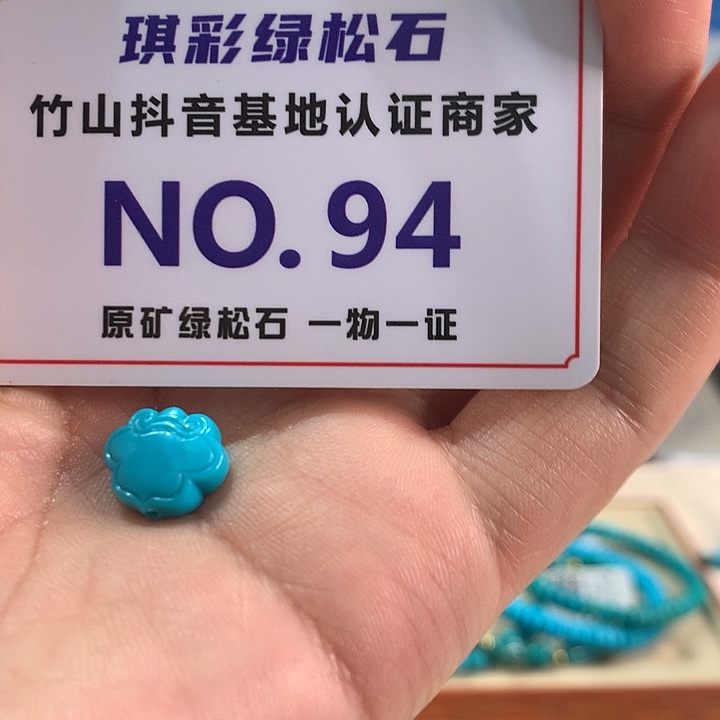 琪彩绿松石
竹山抖音基地认证商家
NO.94
原矿绿松石 一物一证